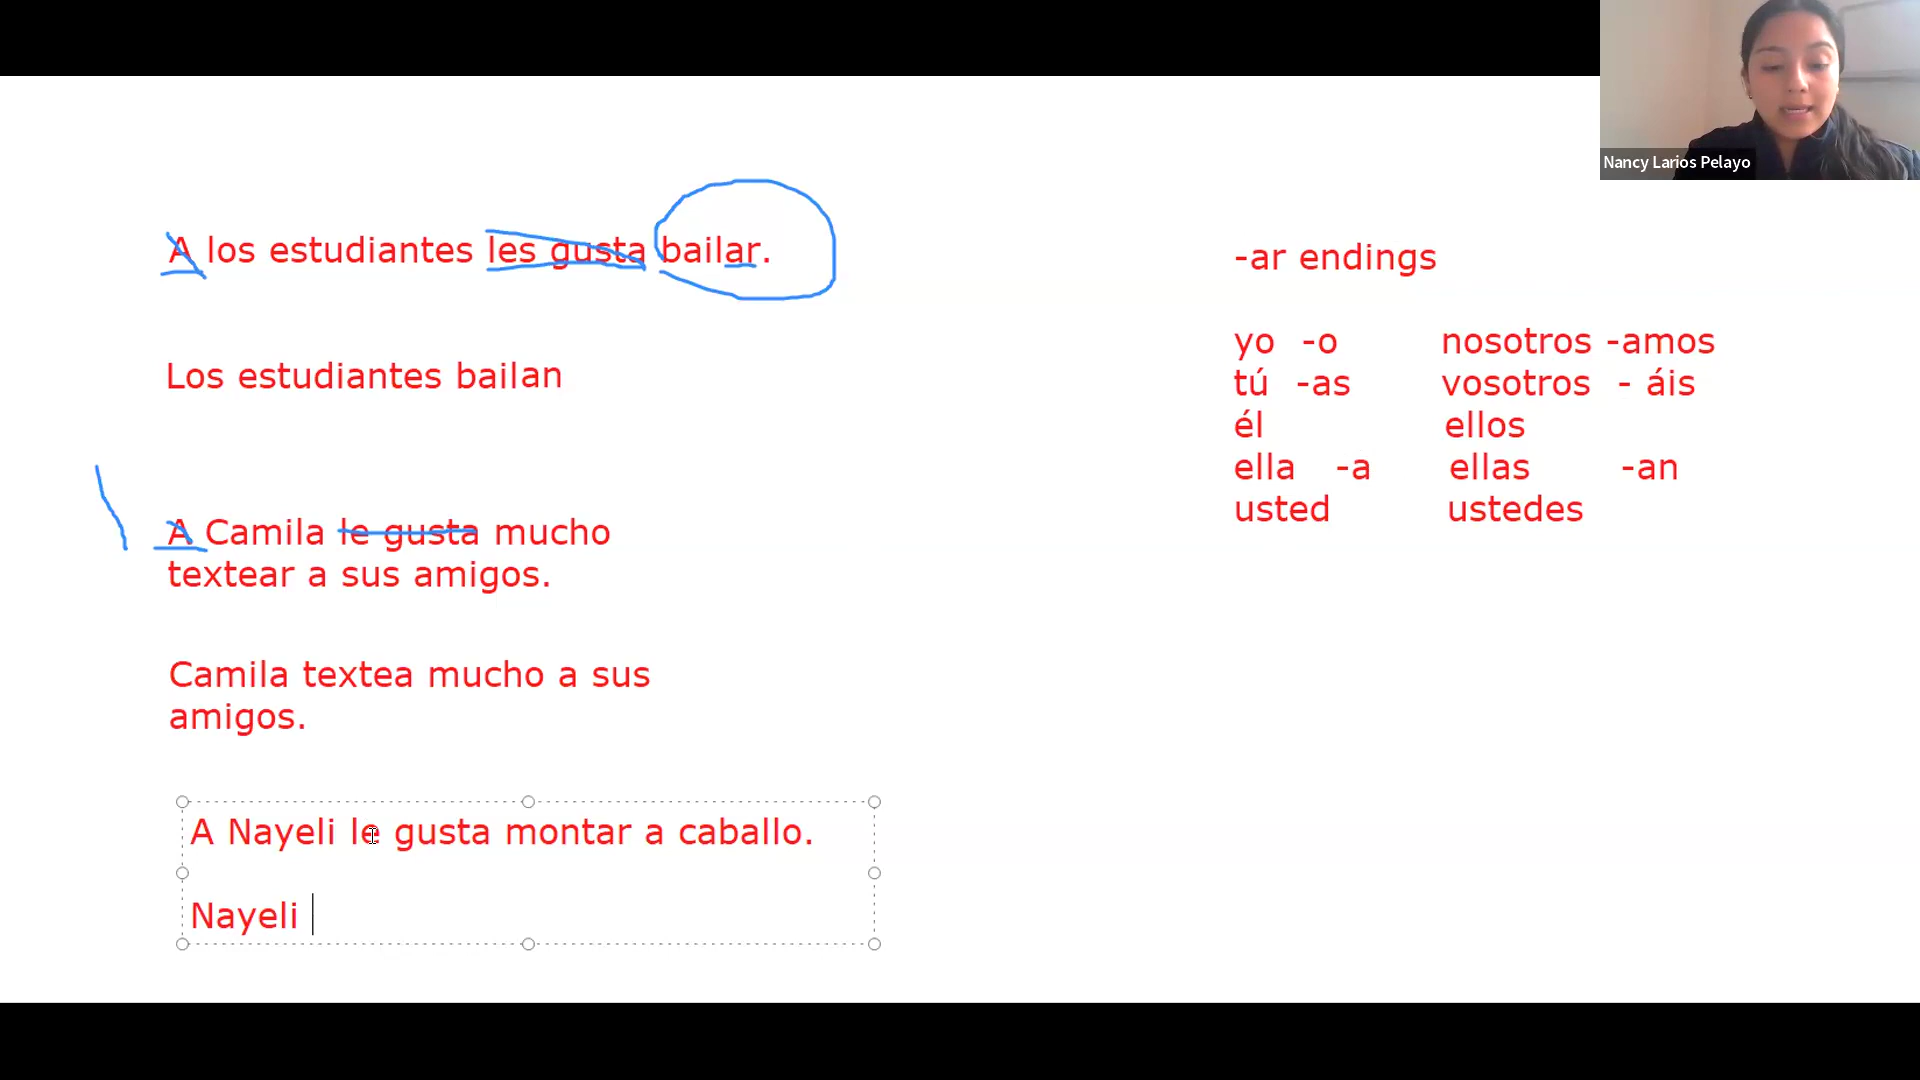 Nancy Larios Pelayo
A los estudiantes les gusta bailar.
Los estudiantes bailan
A Camila le gusta mucho
textear a sus amigos.
Camila textea mucho a sus
amigos.
A Nayeli le gusta montar a caballo.
Nayeli
-ar endings
yo -o nosotros -amos
tú -as vosotros - áis
él ellos
ella -a ellas -an
usted ustedes